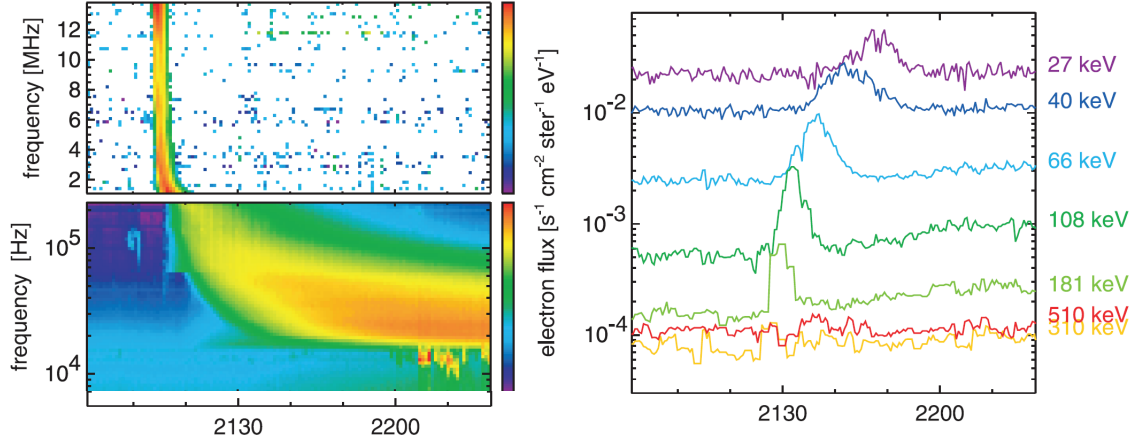 frequency [MHz]
12
10
8
6
4
2
frequency [Hz]
10^5
10^4
2130
2200
electron flux [s^-1 cm^-2 ster^-1 eV^-1]
10^-2
10^-3
10^-4
2130
2200
27 keV
40 keV
66 keV
108 keV
181 keV
510 keV
310 keV